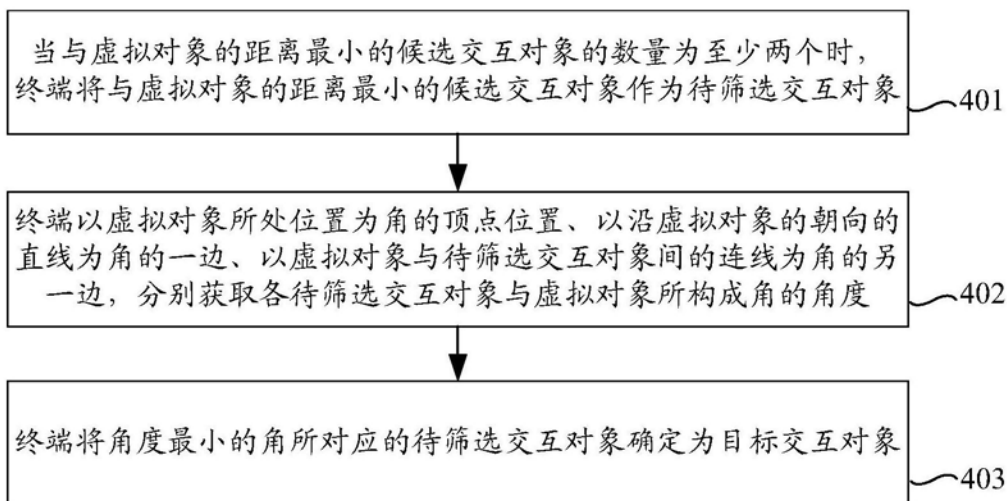 当与虚拟对象的距离最小的候选交互对象的数量为至少两个时，
终端将与虚拟对象的距离最小的候选交互对象作为待筛选交互对象
401
终端以虚拟对象所处位置为角的顶点位置、以沿虚拟对象的朝向的
直线为角的一边、以虚拟对象与待筛选交互对象间的连线为角的另
一边，分别获取各待筛选交互对象与虚拟对象所构成角的角度
402
终端将角度最小的角所对应的待筛选交互对象确定为目标交互对象
403